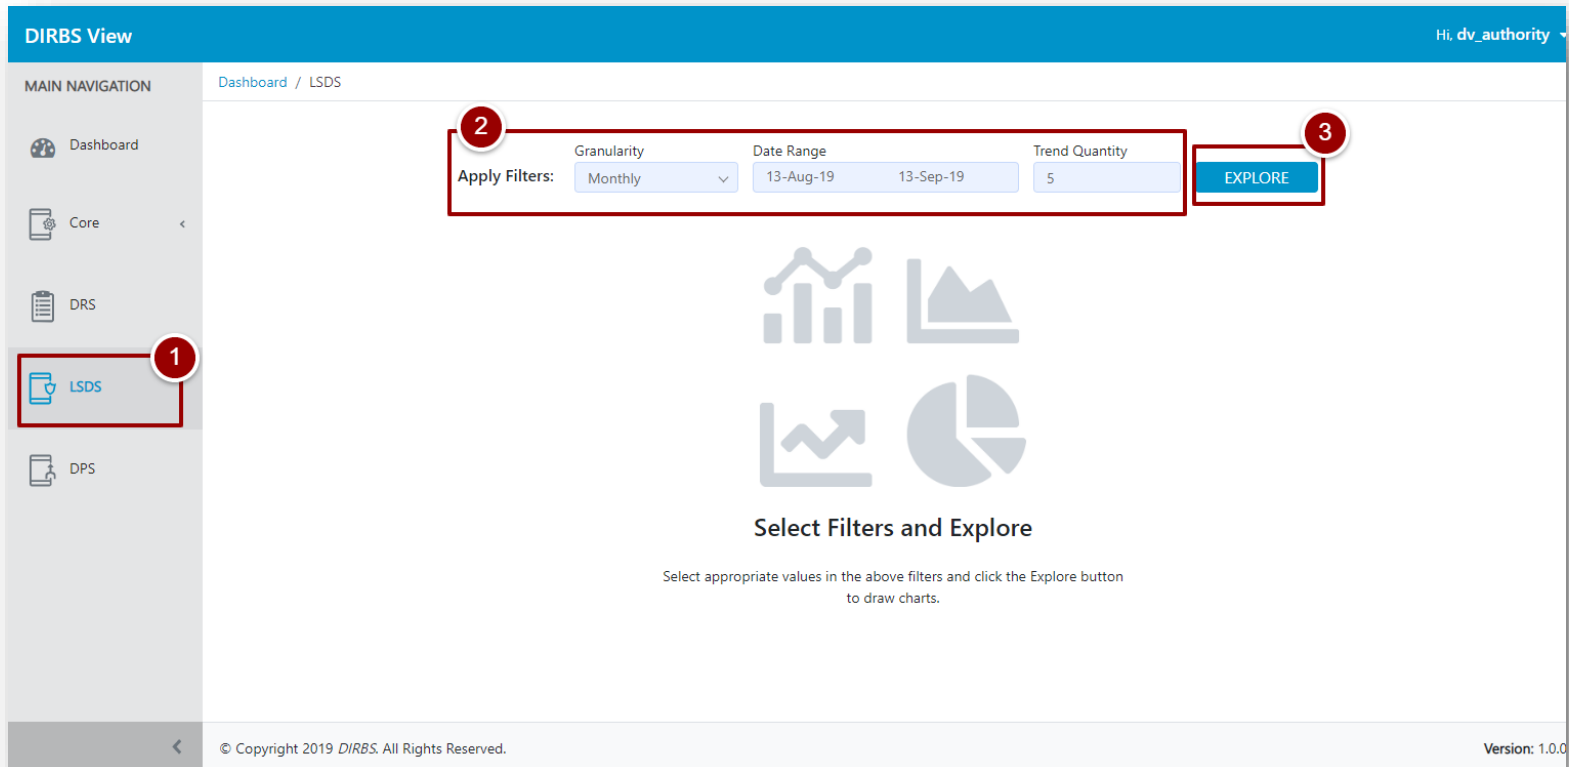 DIRBS View
Hi, dv_authority
MAIN NAVIGATION
Dashboard / LSDS
Dashboard
Core
DRS
1
LSDS
DPS
2
3
Granularity
Date Range
Trend Quantity
Apply Filters:
Monthly
13-Aug-19
13-Sep-19
5
EXPLORE
Select Filters and Explore
Select appropriate values in the above filters and click the Explore button
to draw charts.
© Copyright 2019 DIRBS. All Rights Reserved.
Version: 1.0.0